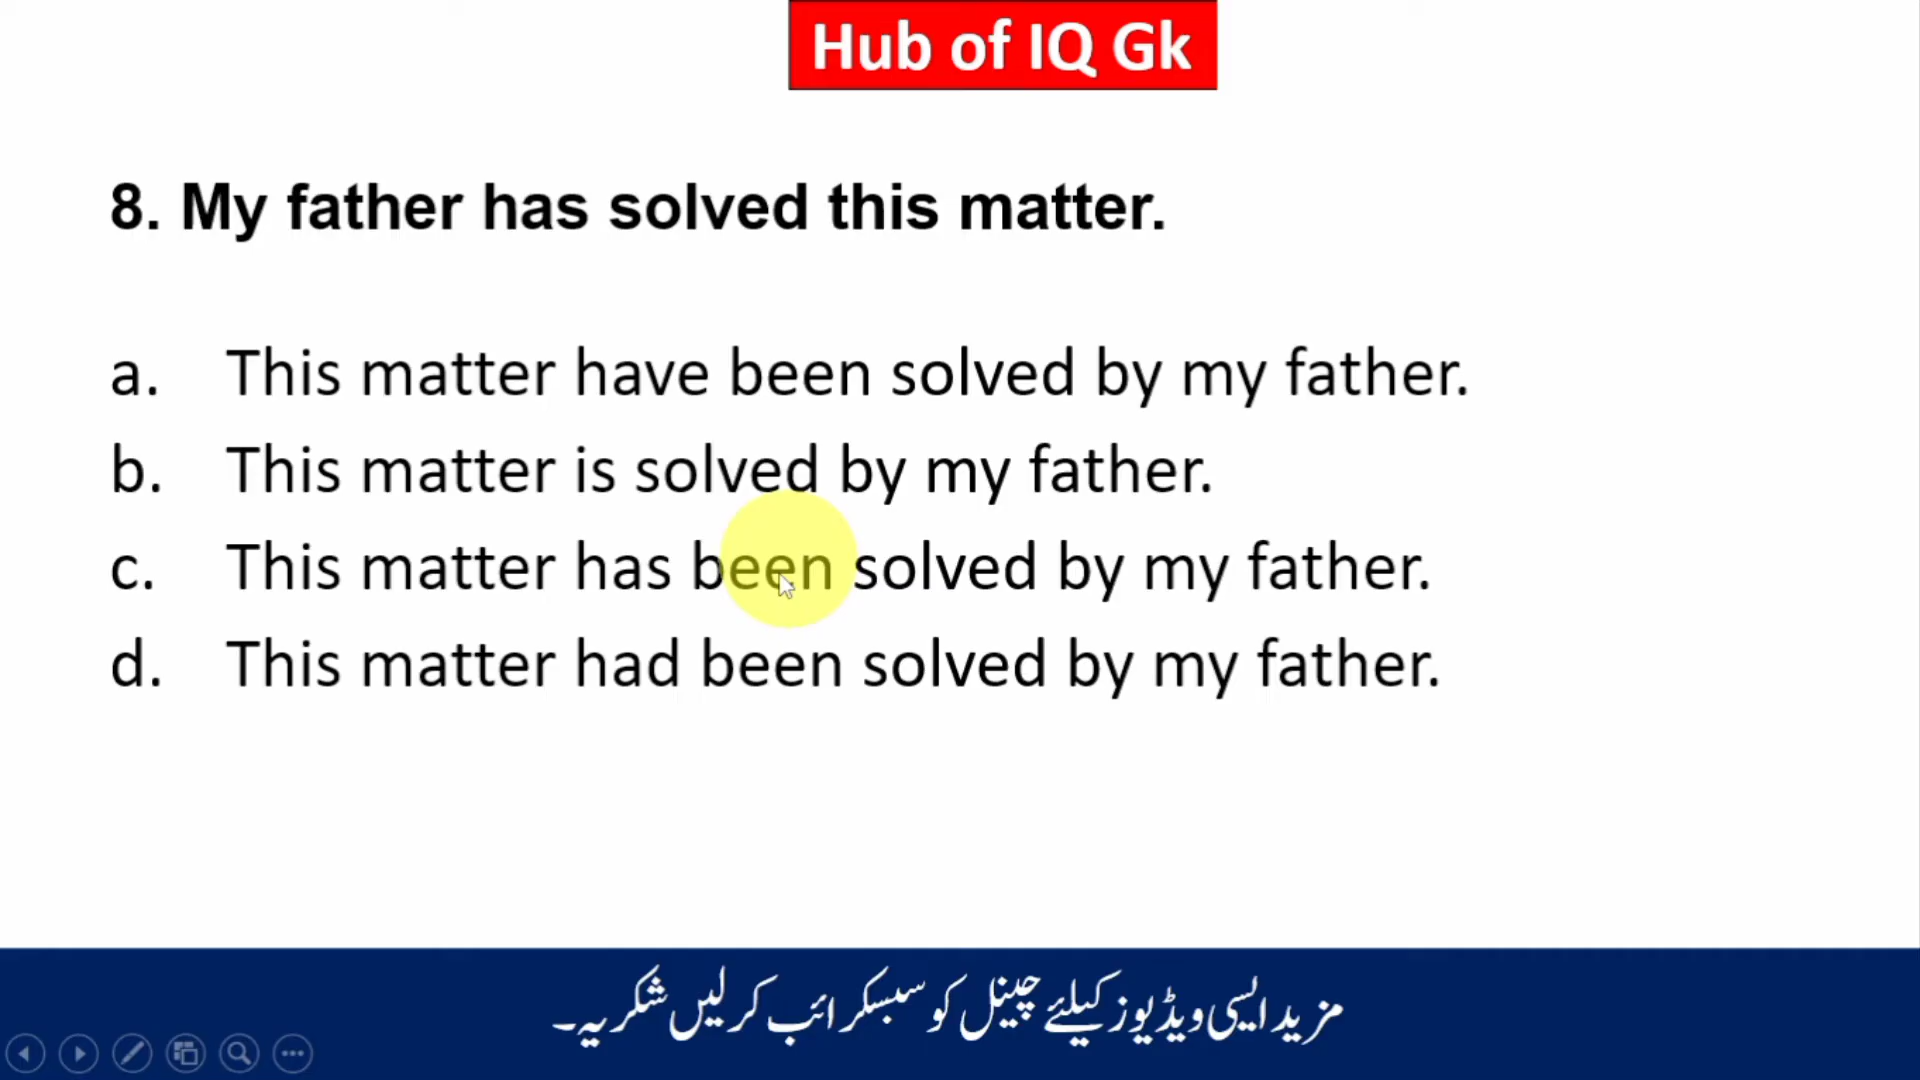 Hub of IQ Gk
8. My father has solved this matter.
a. This matter have been solved by my father.
b. This matter is solved by my father.
c. This matter has been solved by my father.
d. This matter had been solved by my father.
مزید ایسی ویڈیوز کیلئے چینل کو سبسکرائب کر لیں شکریہ۔